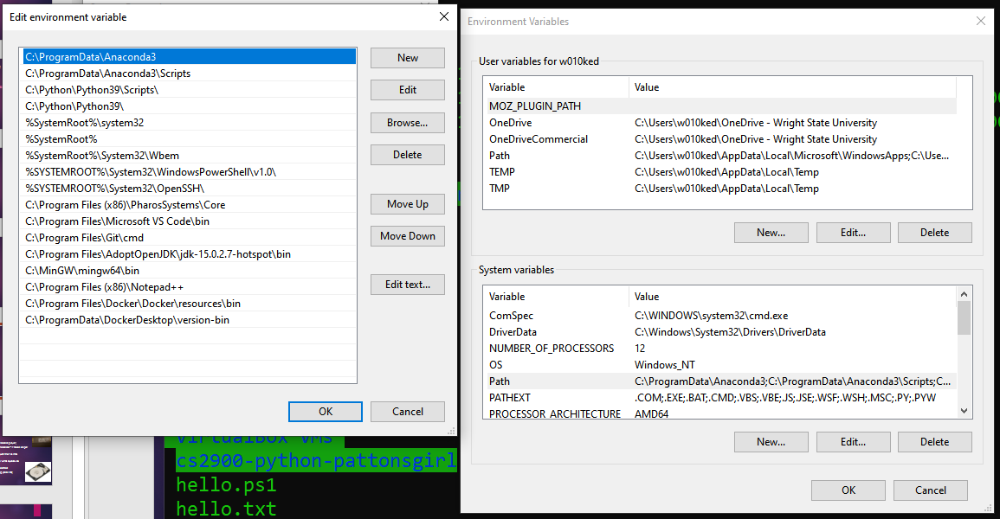 Edit environment variable
C:\ProgramData\Anaconda3
C:\ProgramData\Anaconda3\Scripts
C:\Python\Python39\Scripts\
C:\Python\Python39\
%SystemRoot%\system32
%SystemRoot%
%SystemRoot%\System32\Wbem
%SYSTEMROOT%\System32\WindowsPowerShell\v1.0\
%SYSTEMROOT%\System32\OpenSSH\
C:\Program Files (x86)\PharosSystems\Core
C:\Program Files\Microsoft VS Code\bin
C:\Program Files\Git\cmd
C:\Program Files\AdoptOpenJDK\jdk-15.0.2.7-hotspot\bin
C:\MinGW\mingw64\bin
C:\Program Files (x86)\Notepad++
C:\Program Files\Docker\Docker\resources\bin
C:\ProgramData\DockerDesktop\version-bin
New
Edit
Browse...
Delete
Move Up
Move Down
Edit text...
OK
Cancel
Environment Variables
User variables for w010ked
Variable Value
MOZ_PLUGIN_PATH
OneDrive C:\Users\w010ked\OneDrive - Wright State University
OneDriveCommercial C:\Users\w010ked\OneDrive - Wright State University
Path C:\Users\w010ked\AppData\Local\Microsoft\WindowsApps;C:\Use...
TEMP C:\Users\w010ked\AppData\Local\Temp
TMP C:\Users\w010ked\AppData\Local\Temp
New... Edit... Delete
System variables
Variable Value
ComSpec C:\WINDOWS\system32\cmd.exe
DriverData C:\Windows\System32\Drivers\DriverData
NUMBER_OF_PROCESSORS 12
OS Windows_NT
Path C:\ProgramData\Anaconda3;C:\ProgramData\Anaconda3\Scripts;C...
PATHEXT .COM;.EXE;.BAT;.CMD;.VBS;.VBE;.JS;.JSE;.WSF;.WSH;.MSC;.PY;.PYW
PROCESSOR_ARCHITECTURE AMD64
New... Edit... Delete
OK Cancel
VirtualBox VMs
cs2900-python-pattonsgirl
hello.ps1
hello.txt